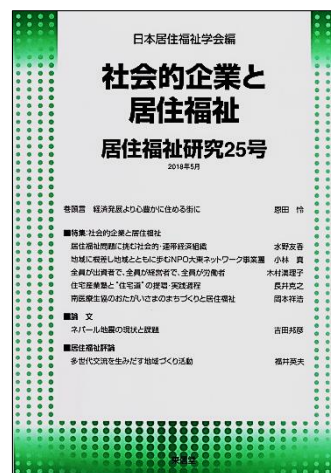 日本居住福祉学会編
社会的企業と
居住福祉
居住福祉研究25号
2018年5月
巻頭言 経済発展より心豊かに住める街に 恩田 怜
■特集:社会的企業と居住福祉
居住福祉問題に挑む社会的・連帯経済組織 水野友香
地域に根差し地域とともに歩むNPO大東ネットワーク事業團 小林 真
全員が出資者で、全員が経営者で、全員が労働者 木村満理子
住宅産業塾と“住宅道”の提唱・実践過程 長井克之
南医療生協のおたがいさまのまちづくりと居住福祉 岡本祥浩
■論 文
ネパール地震の現状と課題 吉田邦彦
■居住福祉評論
多世代交流を生みだす地域づくり活動 福井英夫
東信堂